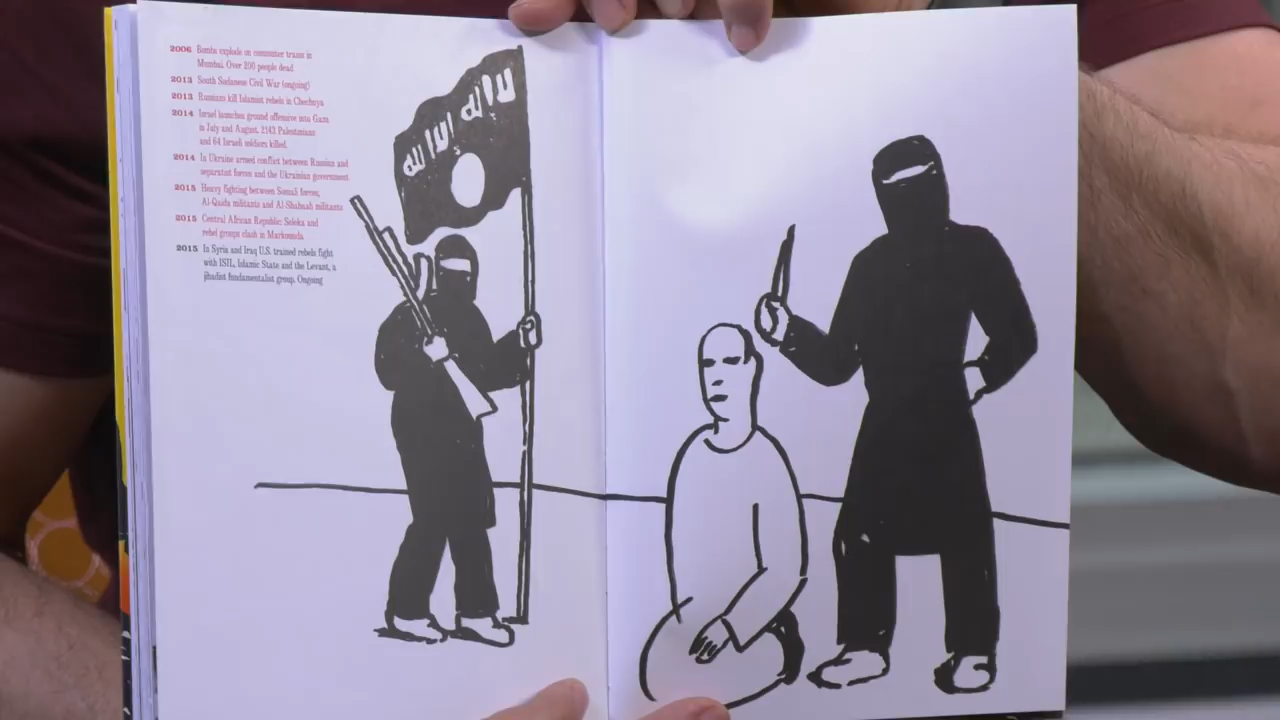 2006 Bombs explode on commuter trans in
Mumbai. Over 200 people dead
2013 South Sudanese Civil War (ongoing)
2013 Russians kill Islamist rebels in Chechnya
2014 Israel launches ground offensive into Gaza
in July and August. 2143 Palestinians
and 64 Israeli soldiers killed.
2014 In Ukraine armed conflict between Russian and
separatist forces and the Ukrainian government
2015 Heavy fighting between Somali forces,
Al-Qaida militants and Al-Shabaab militants
2015 Central African Republic: Seleka and
rebel groups clash in Markounda
2015 In Syria and Iraq U.S. trained rebels fight
with ISIL, Islamic State and the Levant, a
jihadist fundamentalist group. Ongoing